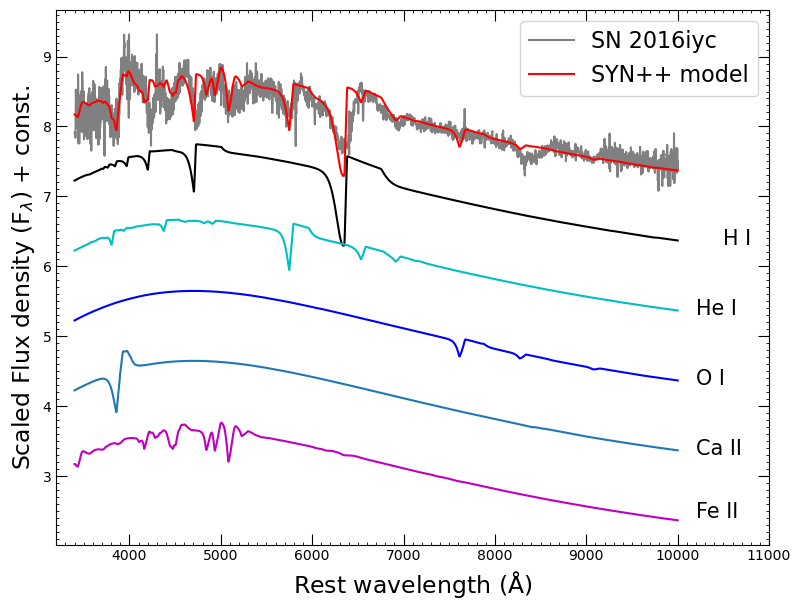 SN 2016iyc
SYN++ model
9
8
7
6
5
4
3
Scaled Flux density (F_λ) + const.
H I
He I
O I
Ca II
Fe II
4000 5000 6000 7000 8000 9000 10000 11000
Rest wavelength (Å)